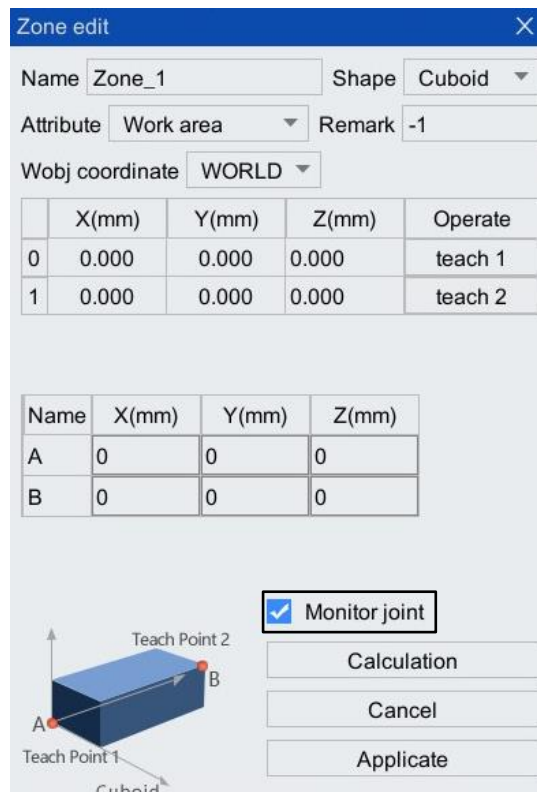 Zone edit
Name Zone_1 Shape Cuboid
Attribute Work area Remark -1
Wobj coordinate WORLD
X(mm) Y(mm) Z(mm) Operate
0 0.000 0.000 0.000 teach 1
1 0.000 0.000 0.000 teach 2
Name X(mm) Y(mm) Z(mm)
A 0 0 0
B 0 0 0
Monitor joint
Teach Point 2
Calculation
B
Cancel
A
Teach Point 1
Applicate
Cuboid